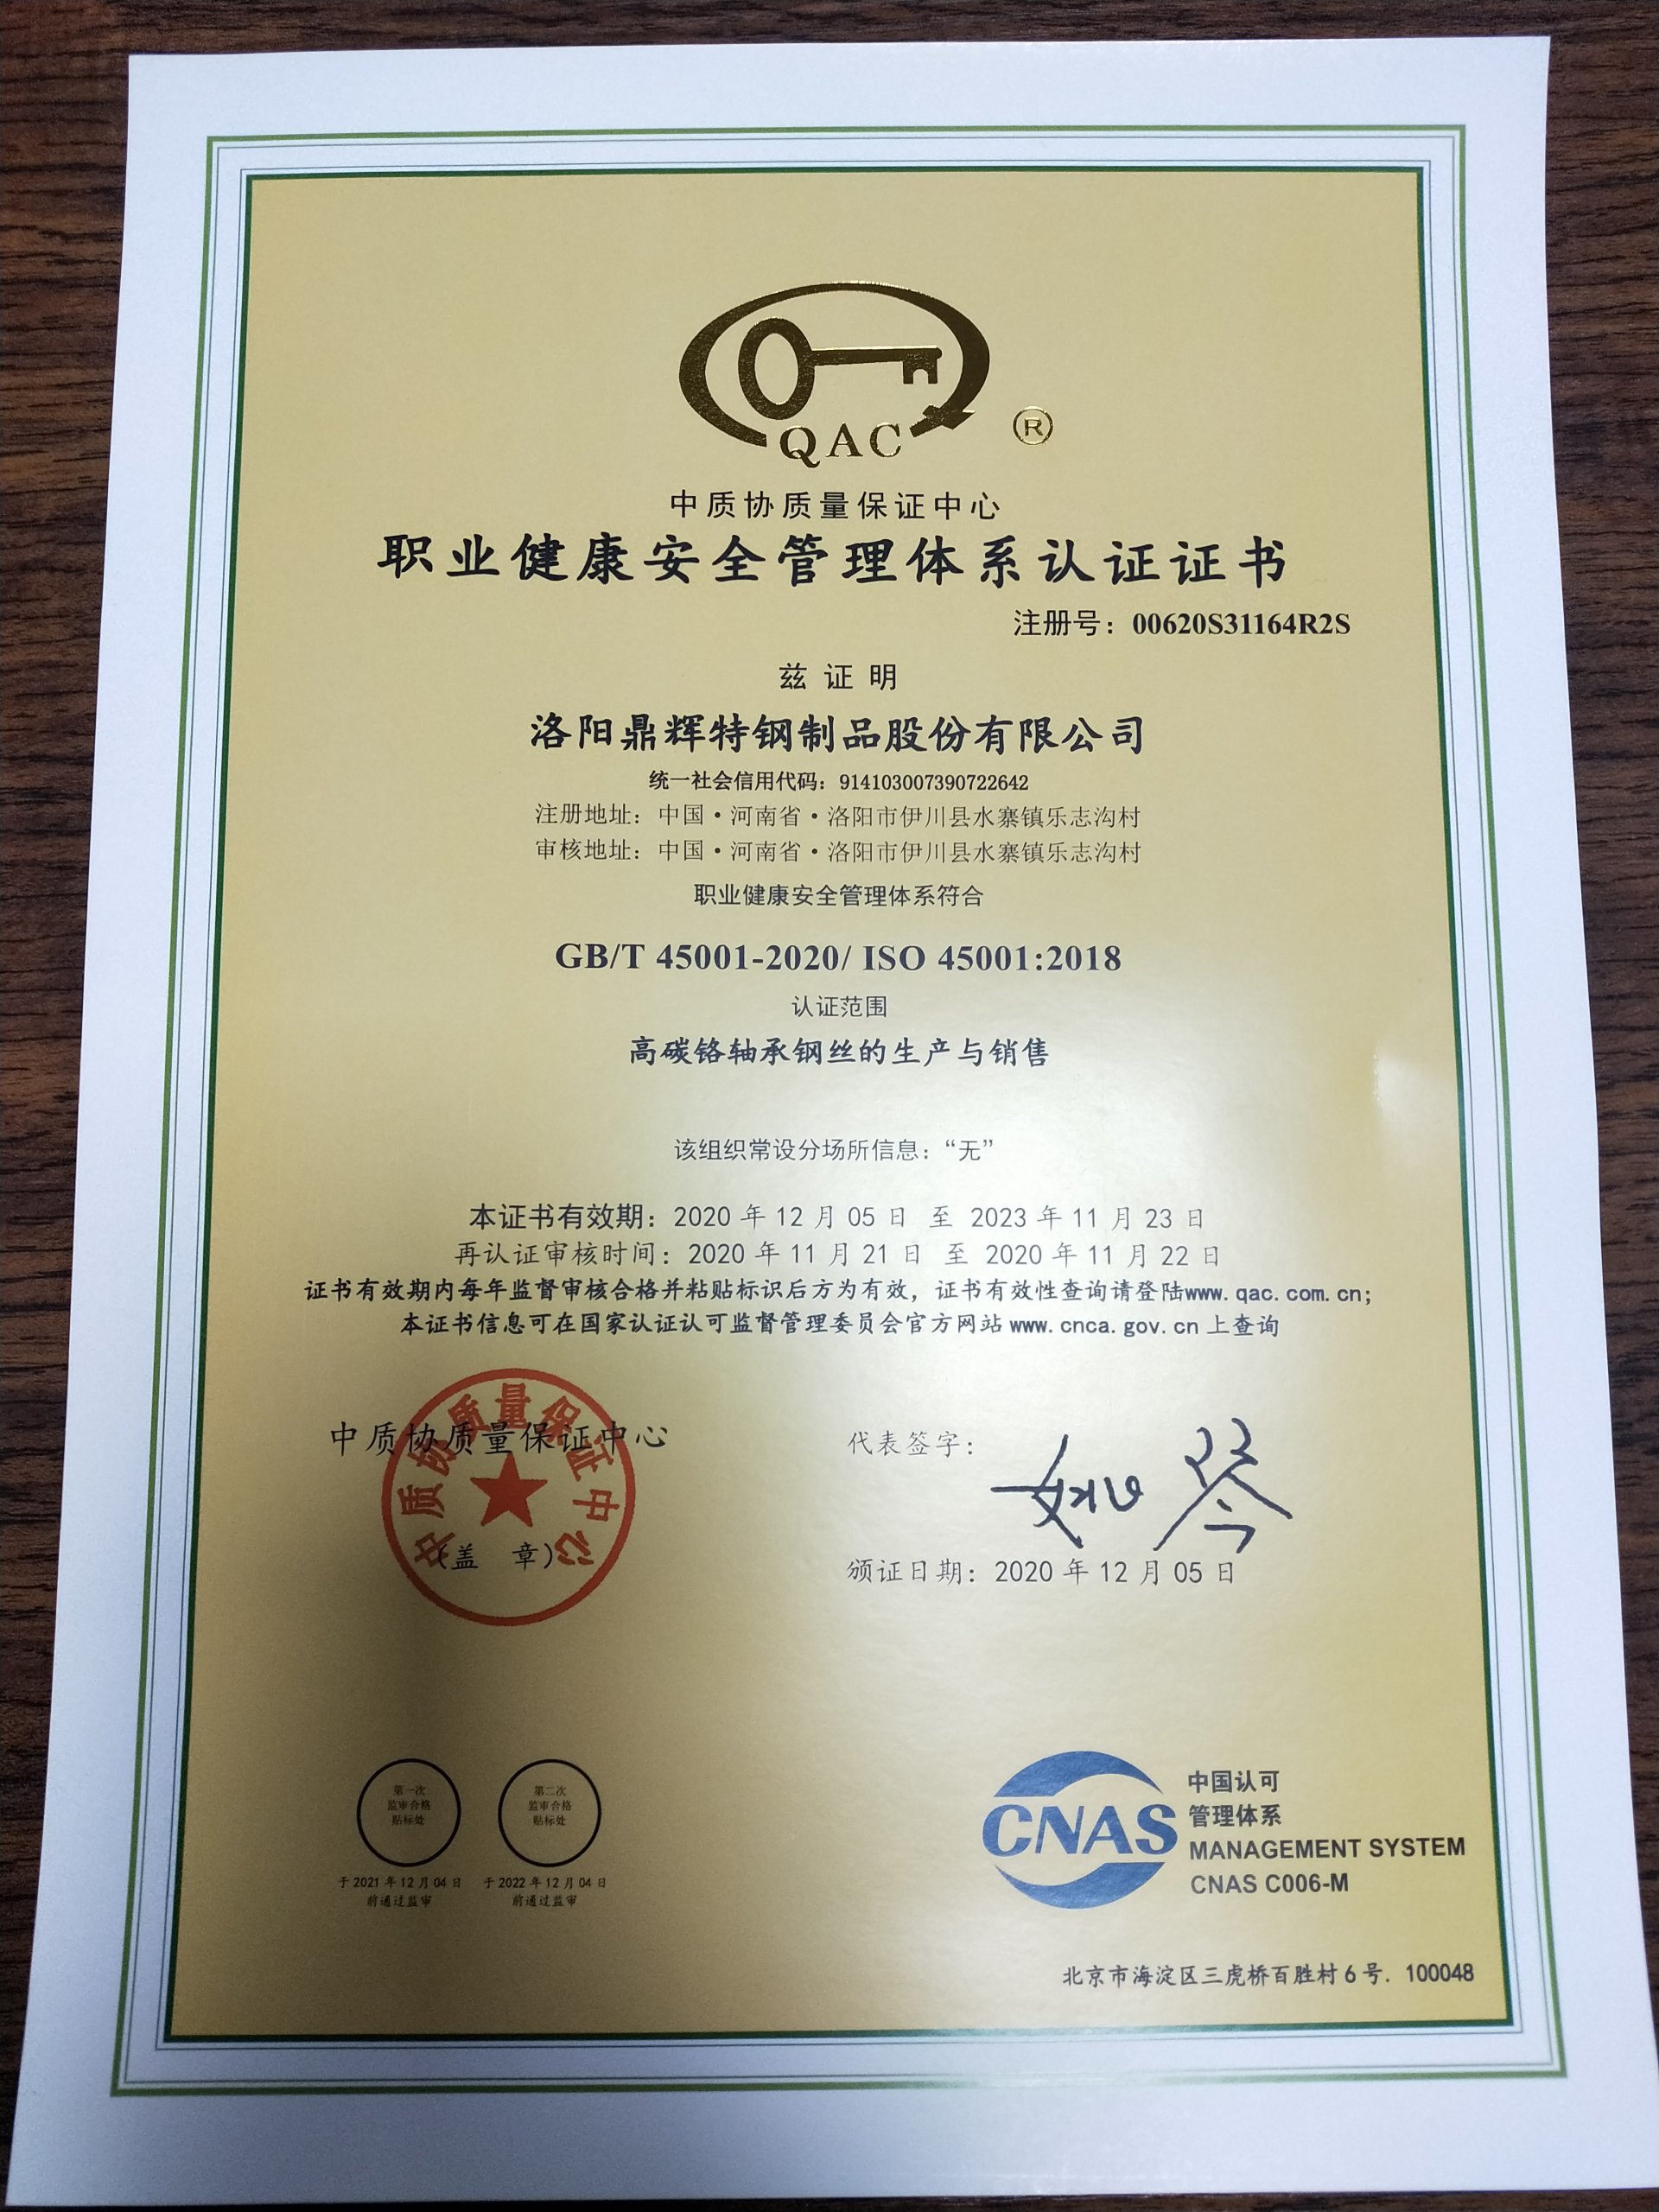 QAC
®
中质协质量保证中心
职业健康安全管理体系认证证书
注册号：00620S31164R2S
兹证明
洛阳鼎辉特钢制品股份有限公司
统一社会信用代码：914103007390722642
注册地址：中国·河南省·洛阳市伊川县水寨镇乐志沟村
审核地址：中国·河南省·洛阳市伊川县水寨镇乐志沟村
职业健康安全管理体系符合
GB/T 45001-2020/ ISO 45001:2018
认证范围
高碳铬轴承钢丝的生产与销售
该组织常设分场所信息：“无”
本证书有效期：2020 年 12 月 05 日 至 2023 年 11 月 23 日
再认证审核时间：2020 年 11 月 21 日 至 2020 年 11 月 22 日
证书有效期内每年监督审核合格并粘贴标识后方为有效，证书有效性查询请登陆www.qac.com.cn;
本证书信息可在国家认证认可监督管理委员会官方网站 www.cnca.gov.cn 上查询
中质协质量保证中心
中质协质量保证中心
(盖 章)
代表签字：
颁证日期：2020 年 12 月 05 日
第一次
监审合格
贴标处
于 2021 年 12 月 04 日
前通过监审
第二次
监审合格
贴标处
于 2022 年 12 月 04 日
前通过监审
CNAS
中国认可
管理体系
MANAGEMENT SYSTEM
CNAS C006-M
北京市海淀区三虎桥百胜村 6 号. 100048